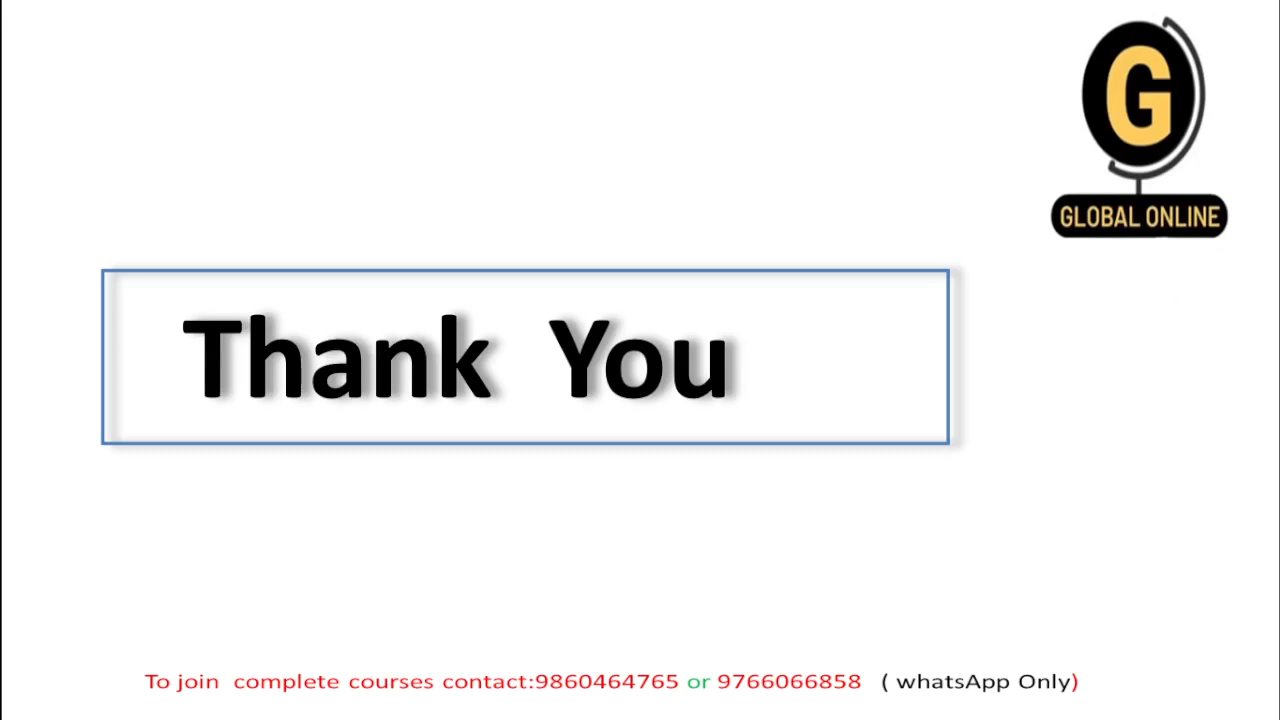 G
GLOBAL ONLINE
Thank You
To join complete courses contact:9860464765 or 9766066858 ( whatsApp Only)